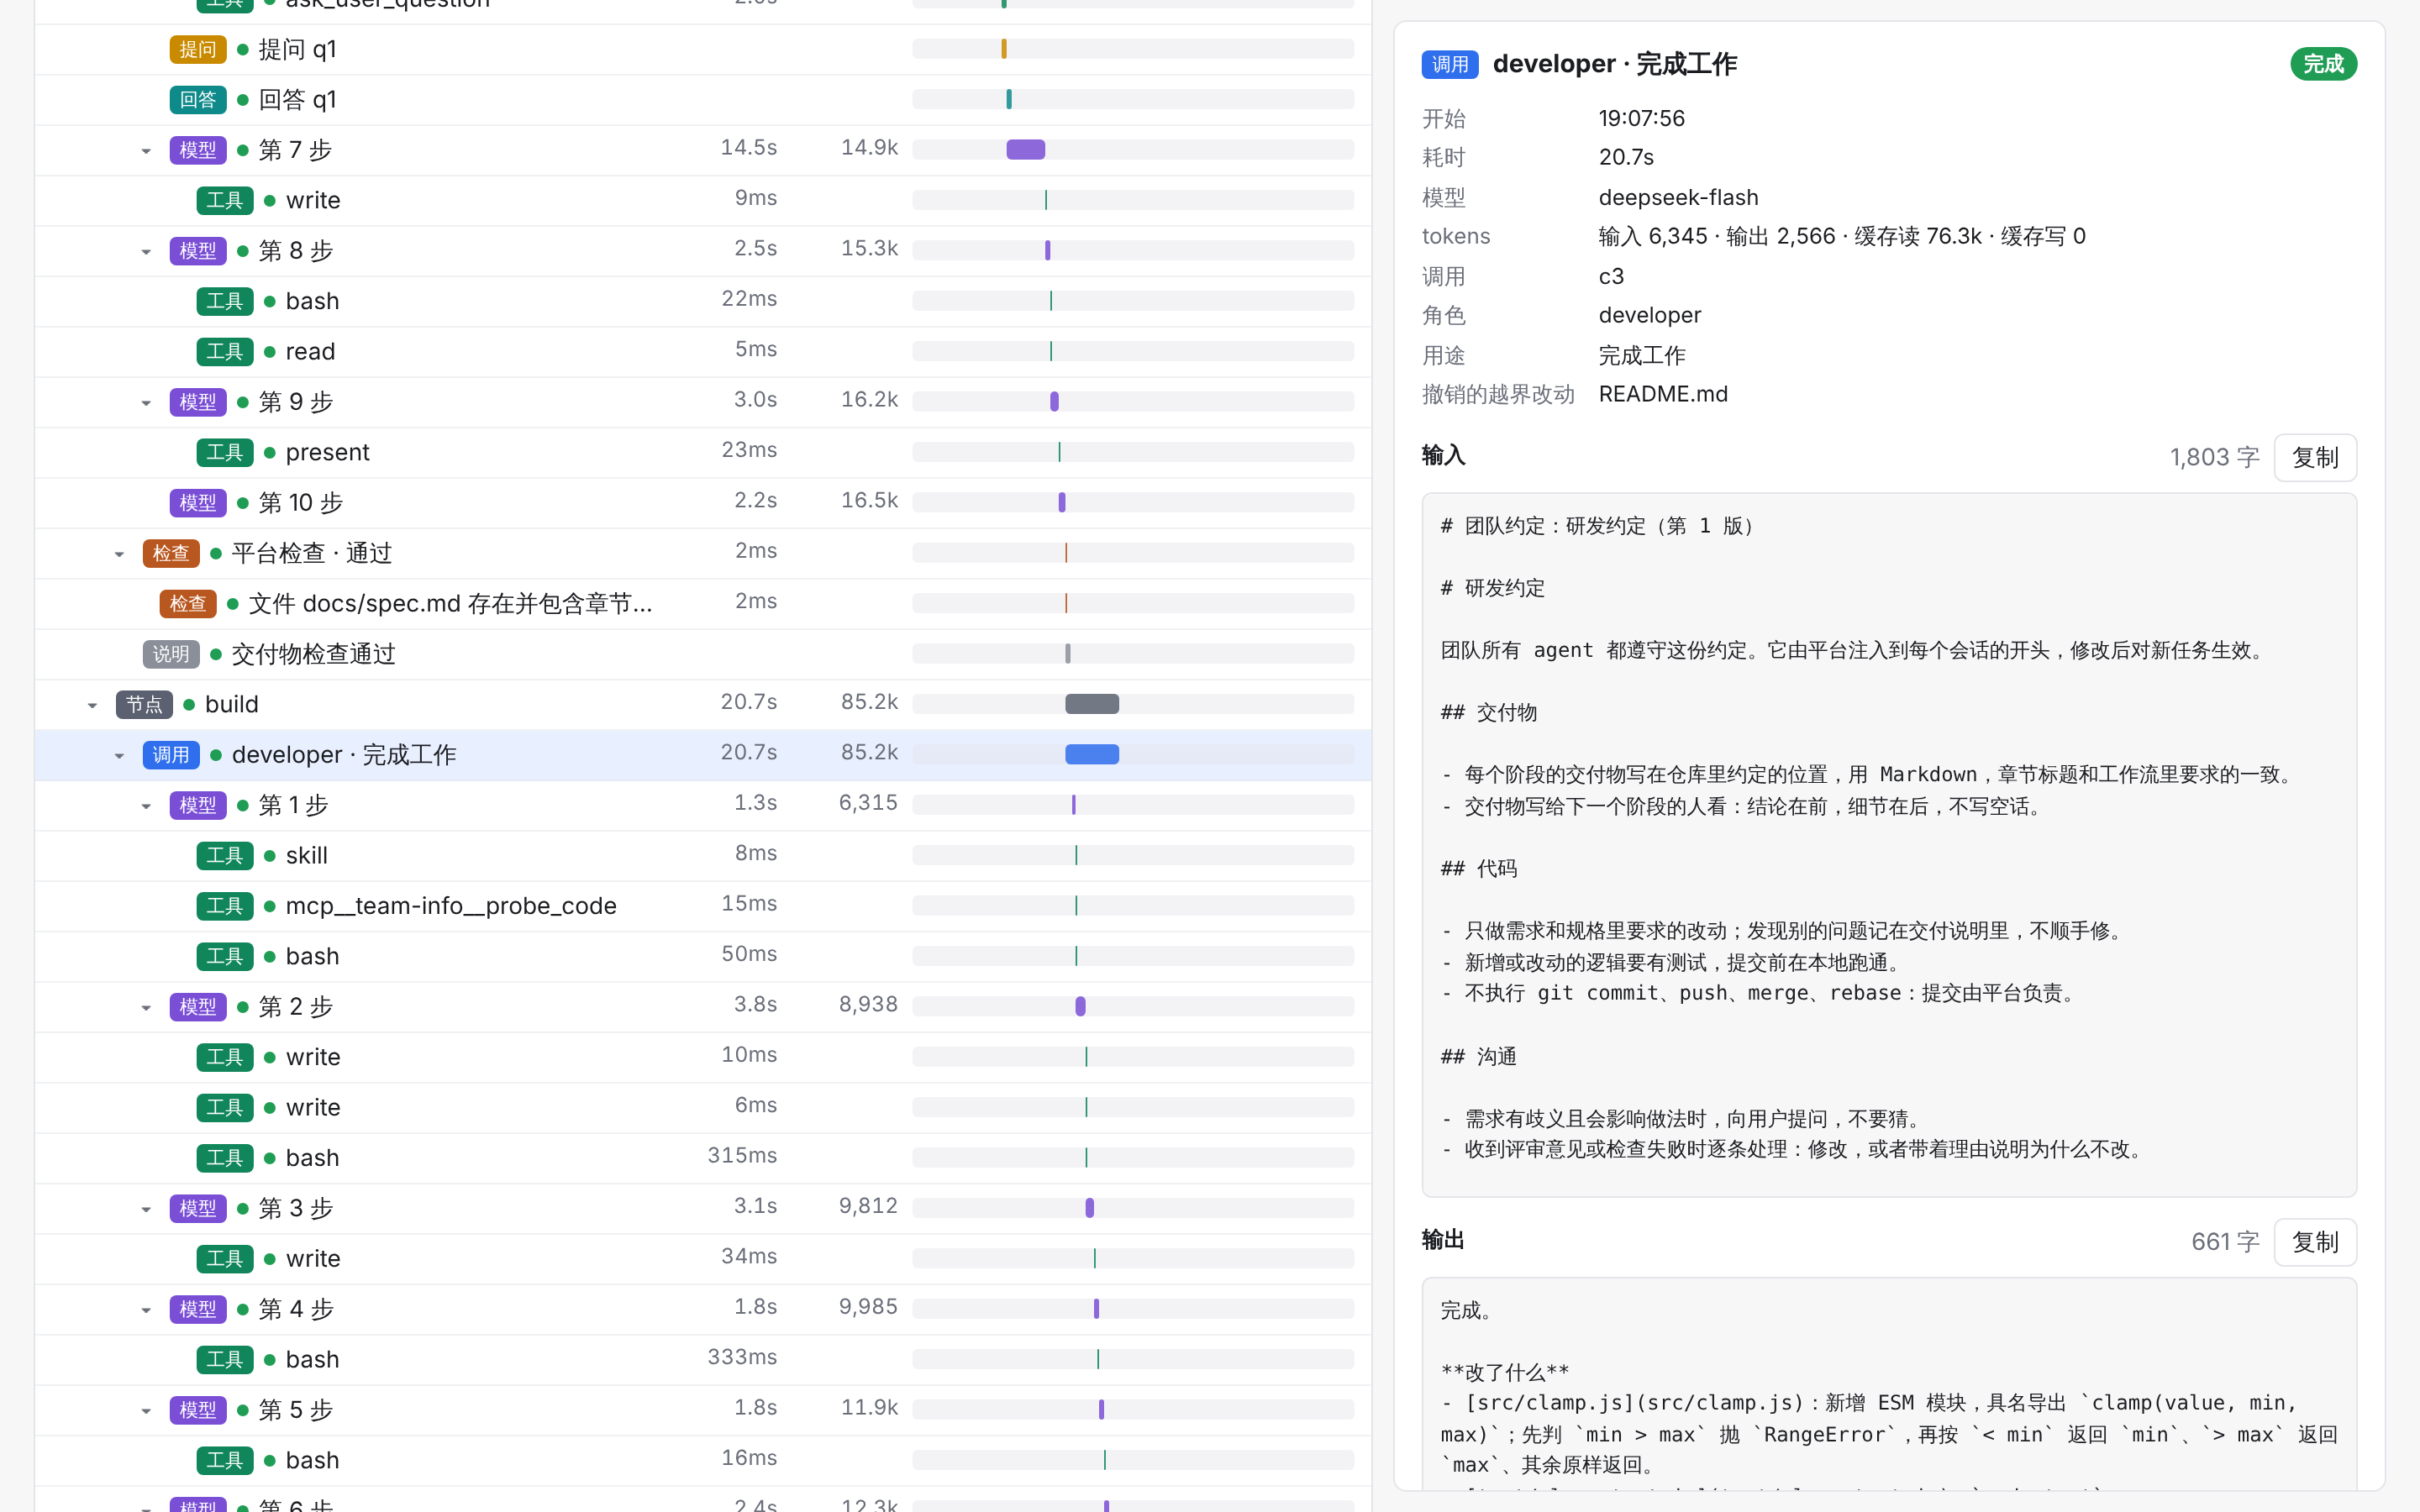 工具 ask_user_question 2.0s
提问 提问 q1
回答 回答 q1
模型 第 7 步 14.5s 14.9k
工具 write 9ms
模型 第 8 步 2.5s 15.3k
工具 bash 22ms
工具 read 5ms
模型 第 9 步 3.0s 16.2k
工具 present 23ms
模型 第 10 步 2.2s 16.5k
检查 平台检查 · 通过 2ms
检查 文件 docs/spec.md 存在并包含章节... 2ms
说明 交付物检查通过
节点 build 20.7s 85.2k
调用 developer · 完成工作 20.7s 85.2k
模型 第 1 步 1.3s 6,315
工具 skill 8ms
工具 mcp__team-info__probe_code 15ms
工具 bash 50ms
模型 第 2 步 3.8s 8,938
工具 write 10ms
工具 write 6ms
工具 bash 315ms
模型 第 3 步 3.1s 9,812
工具 write 34ms
模型 第 4 步 1.8s 9,985
工具 bash 333ms
模型 第 5 步 1.8s 11.9k
工具 bash 16ms
模型 第 6 步 2.4s 12.3k
调用 developer · 完成工作 完成
开始 19:07:56
耗时 20.7s
模型 deepseek-flash
tokens 输入 6,345 · 输出 2,566 · 缓存读 76.3k · 缓存写 0
调用 c3
角色 developer
用途 完成工作
撤销的越界改动 README.md
输入 1,803 字 复制
# 团队约定：研发约定（第 1 版）
# 研发约定
团队所有 agent 都遵守这份约定。它由平台注入到每个会话的开头，修改后对新任务生效。
## 交付物
- 每个阶段的交付物写在仓库里约定的位置，用 Markdown，章节标题和工作流里要求的一致。
- 交付物写给下一个阶段的人看：结论在前，细节在后，不写空话。
## 代码
- 只做需求和规格里要求的改动；发现别的问题记在交付说明里，不顺手修。
- 新增或改动的逻辑要有测试，提交前在本地跑通。
- 不执行 git commit、push、merge、rebase：提交由平台负责。
## 沟通
- 需求有歧义且会影响做法时，向用户提问，不要猜。
- 收到评审意见或检查失败时逐条处理：修改，或者带着理由说明为什么不改。
输出 661 字 复制
完成。
**改了什么**
- [src/clamp.js](src/clamp.js)：新增 ESM 模块，具名导出 `clamp(value, min,
max)`；先判 `min > max` 抛 `RangeError`，再按 `< min` 返回 `min`、`> max` 返回
`max`、其余原样返回。